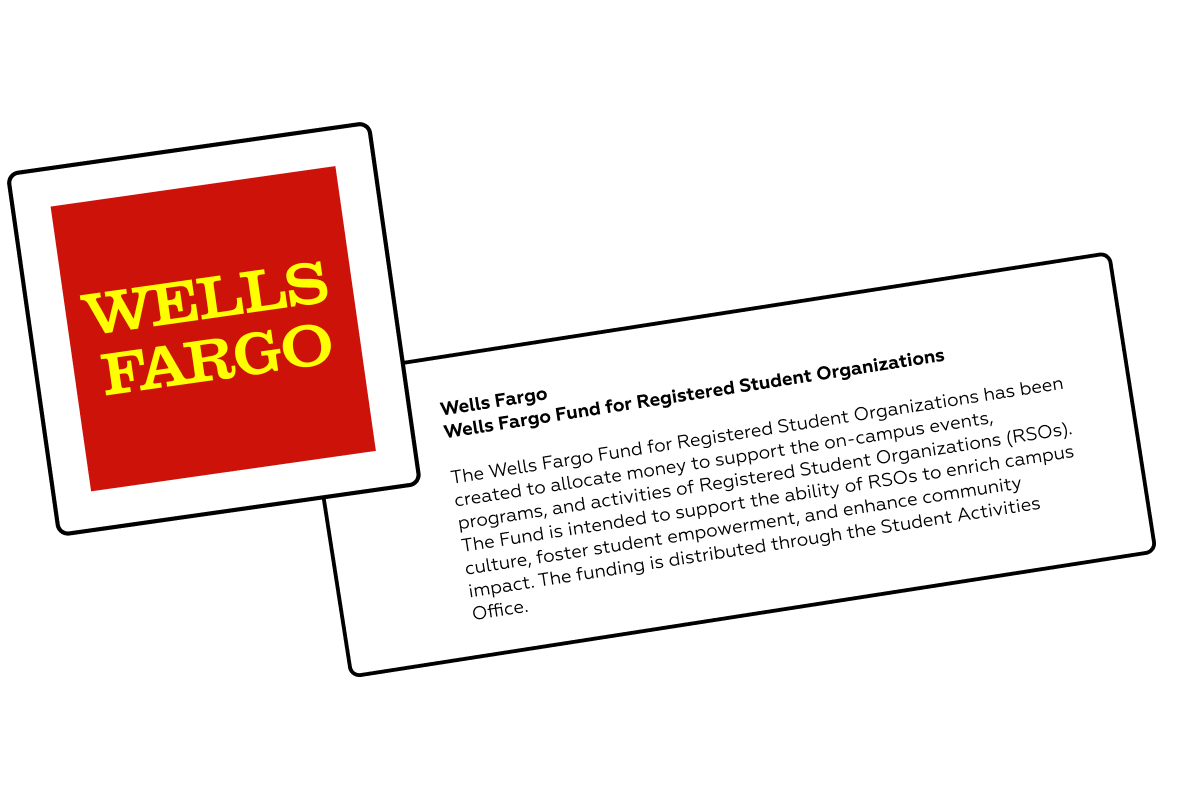 WELLS
FARGO
Wells Fargo
Wells Fargo Fund for Registered Student Organizations
The Wells Fargo Fund for Registered Student Organizations has been
created to allocate money to support the on-campus events,
programs, and activities of Registered Student Organizations (RSOs).
The Fund is intended to support the ability of RSOs to enrich campus
culture, foster student empowerment, and enhance community
impact. The funding is distributed through the Student Activities
Office.